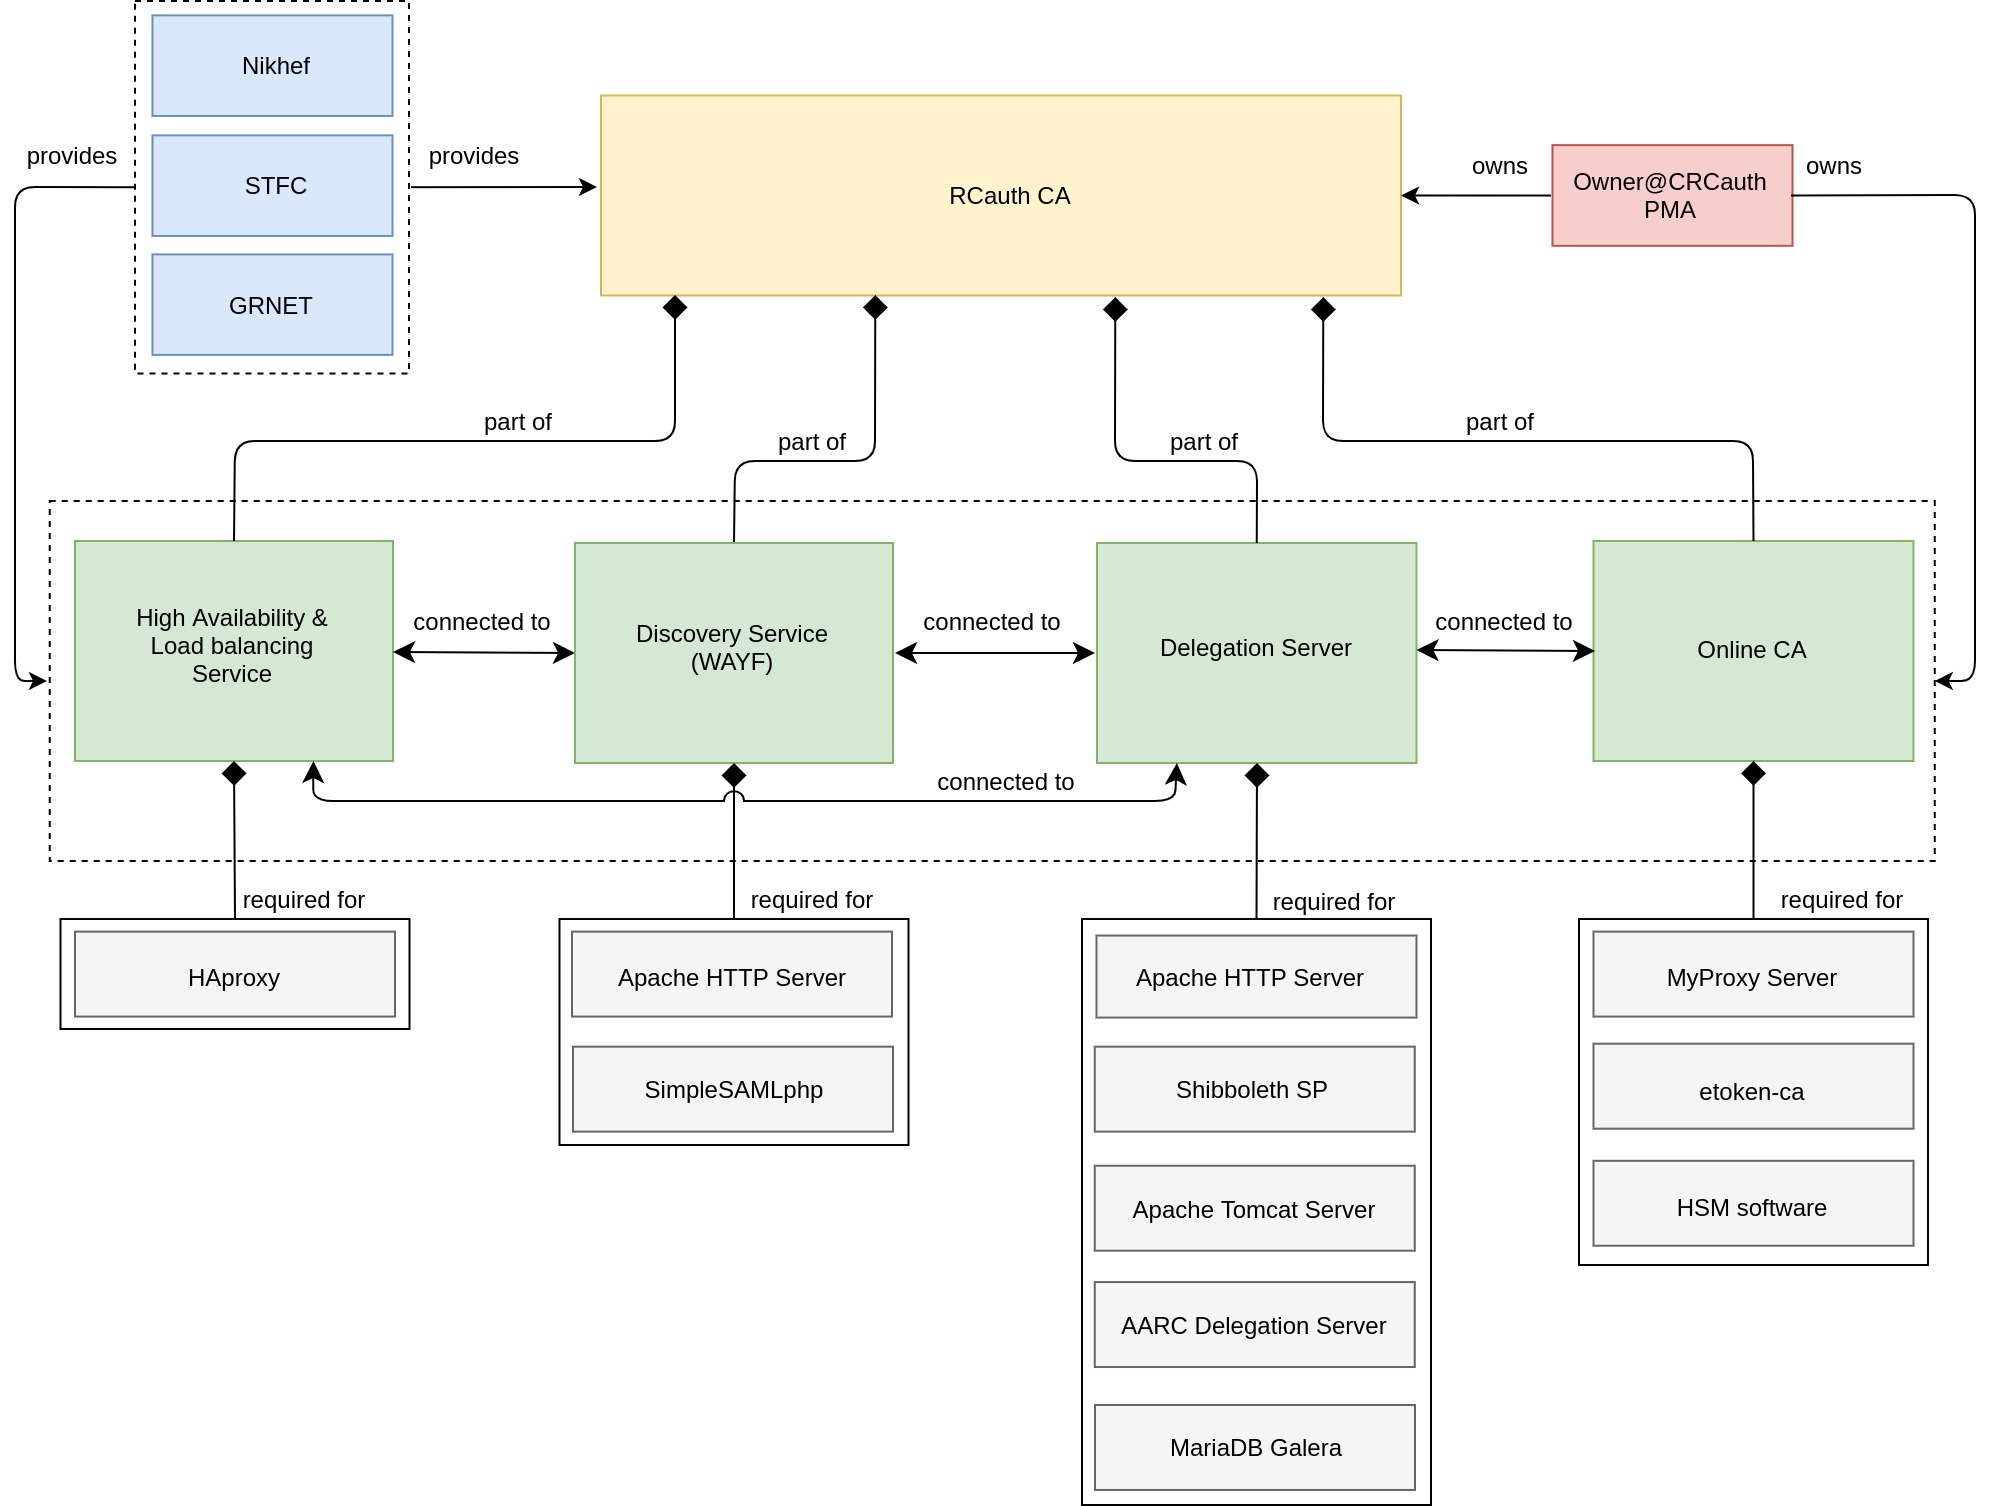 Nikhef
provides
provides
STFC
RCauth CA
owns
Owner@CRCauth
PMA
owns
GRNET
part of
part of
part of
part of
High Availability &
Load balancing
Service
connected to
Discovery Service
(WAYF)
connected to
Delegation Server
connected to
Online CA
connected to
required for
required for
required for
required for
HAproxy
Apache HTTP Server
SimpleSAMLphp
Apache HTTP Server
Shibboleth SP
Apache Tomcat Server
AARC Delegation Server
MariaDB Galera
MyProxy Server
etoken-ca
HSM software